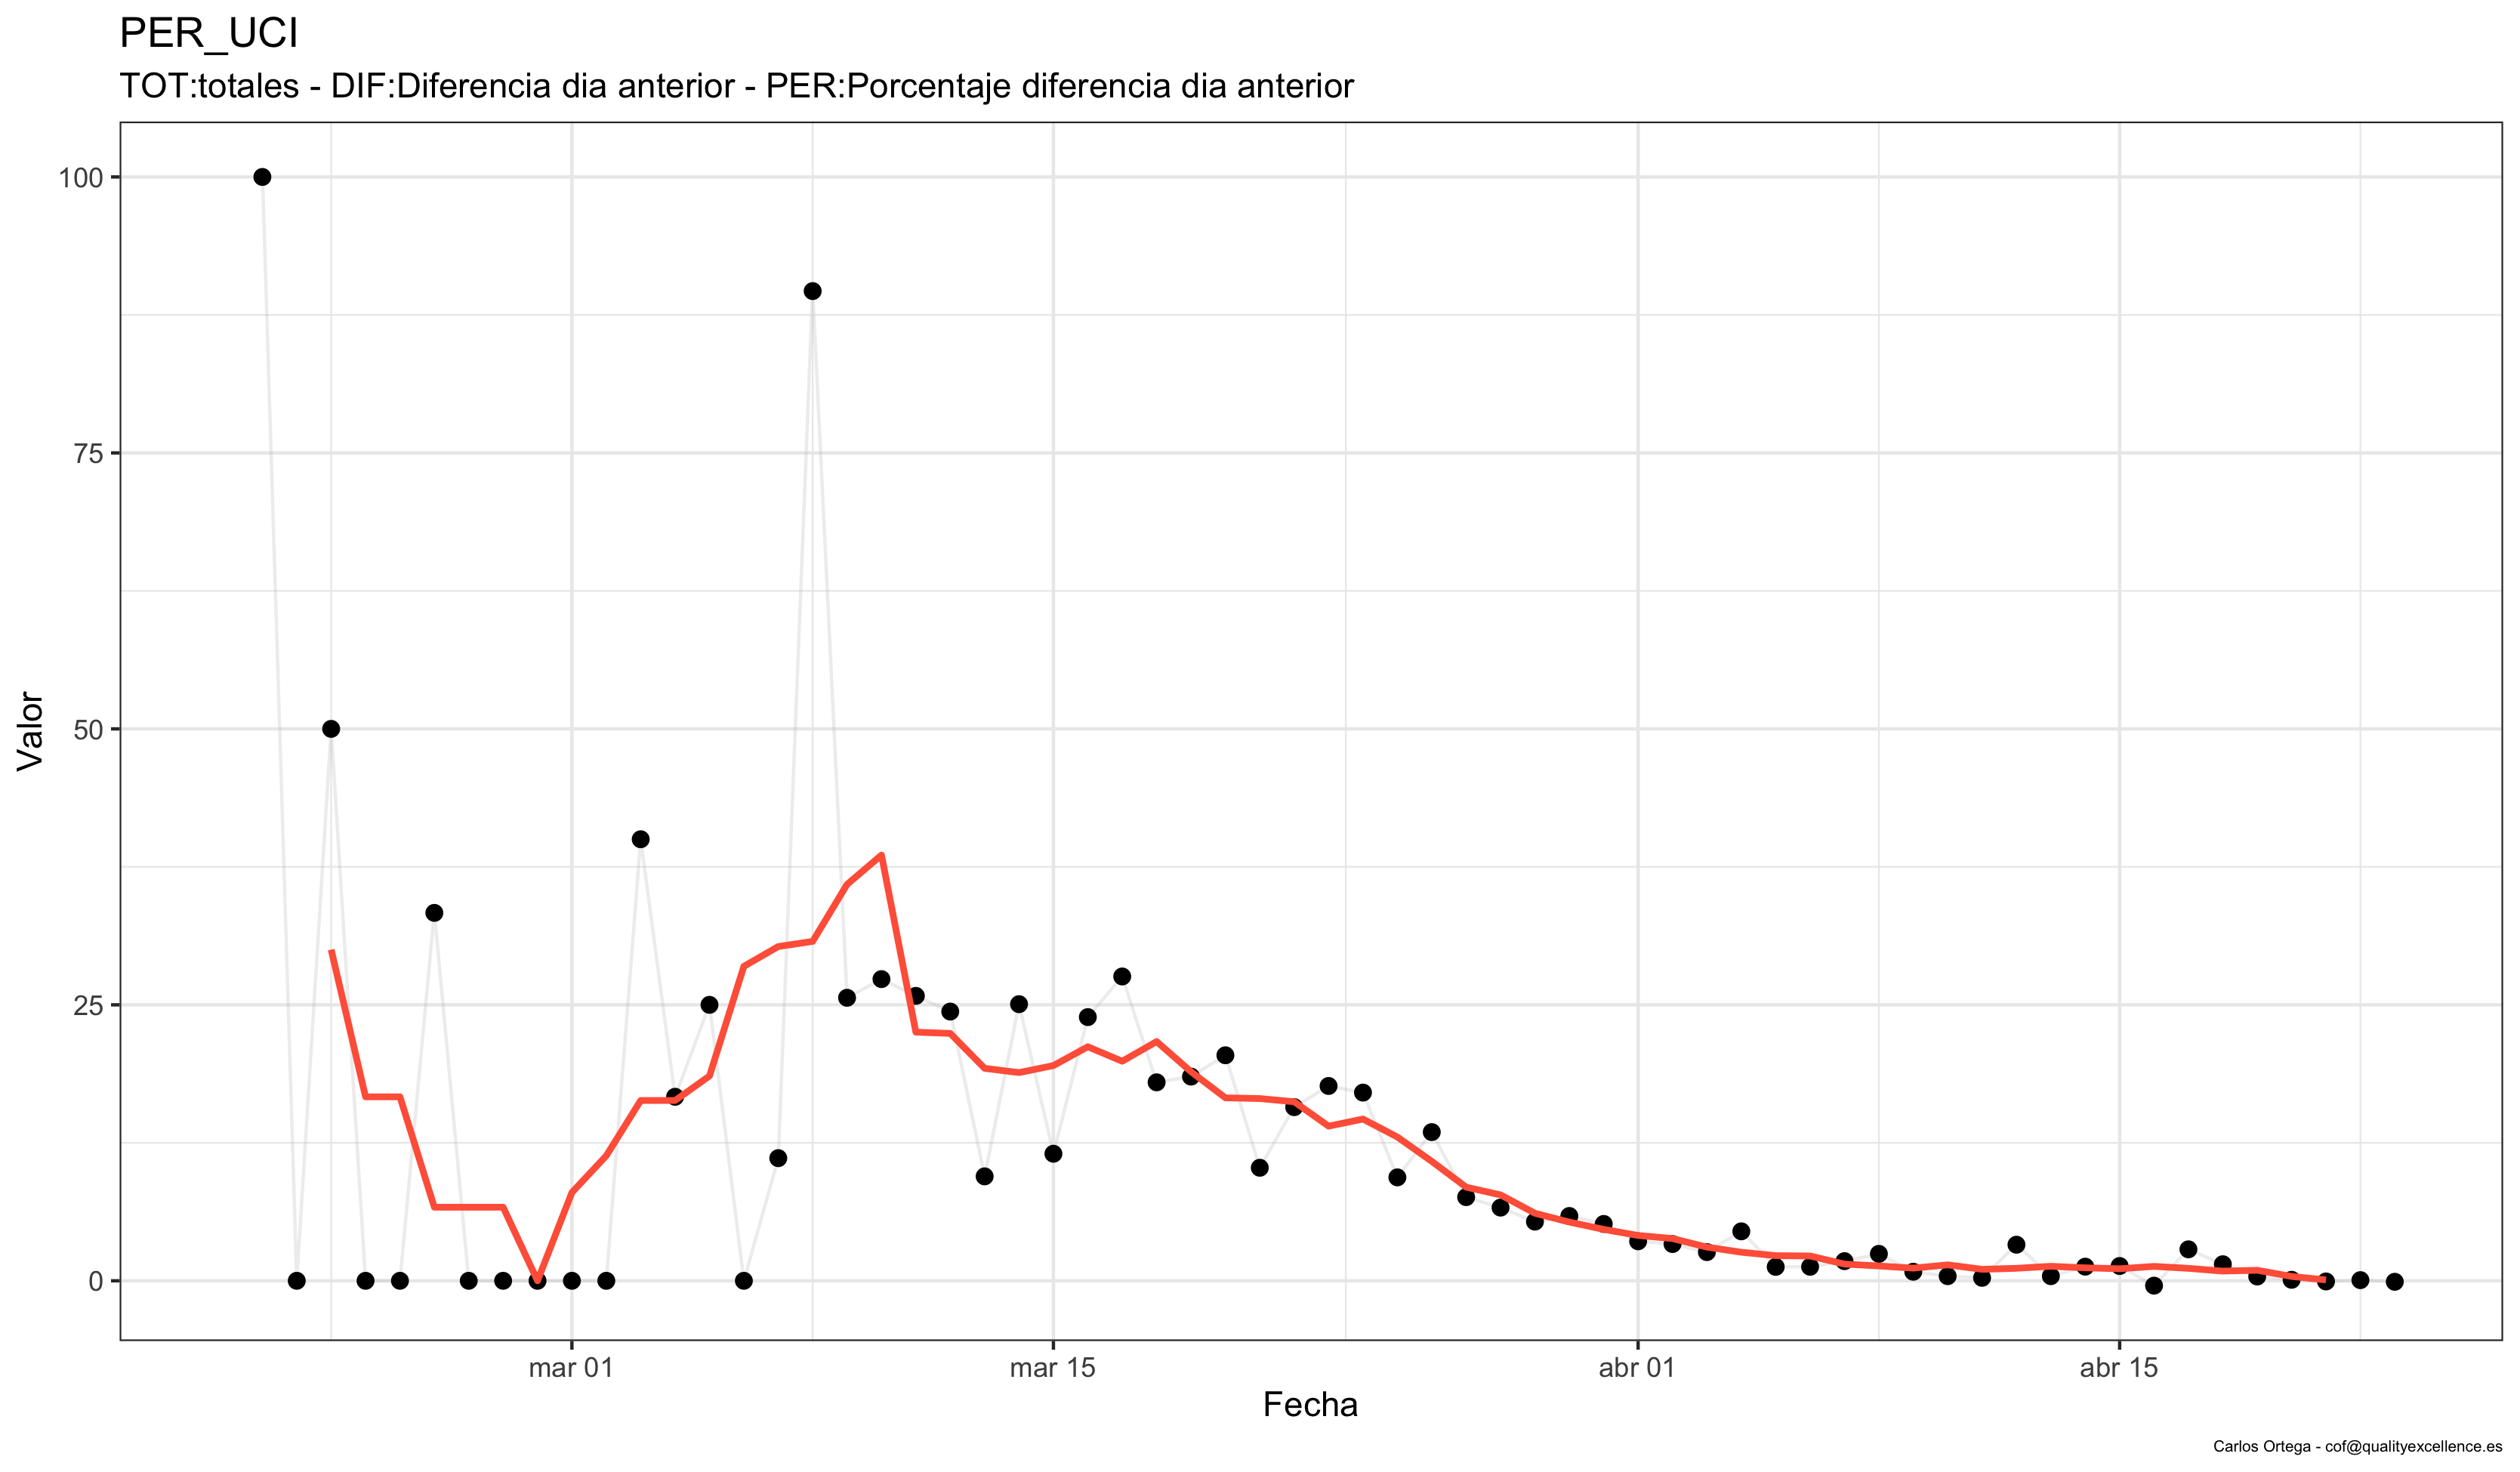 PER_UCI
TOT:totales - DIF:Diferencia dia anterior - PER:Porcentaje diferencia dia anterior
100
75
50
25
0
Valor
mar 01
mar 15
abr 01
abr 15
Fecha
Carlos Ortega - cof@qualityexcellence.es